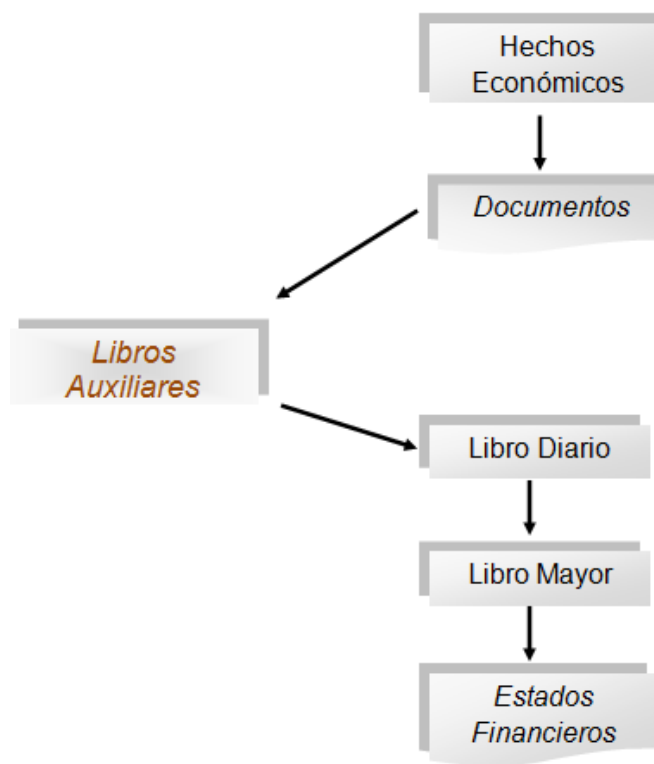 Hechos
Económicos
Documentos
Libros
Auxiliares
Libro Diario
Libro Mayor
Estados
Financieros